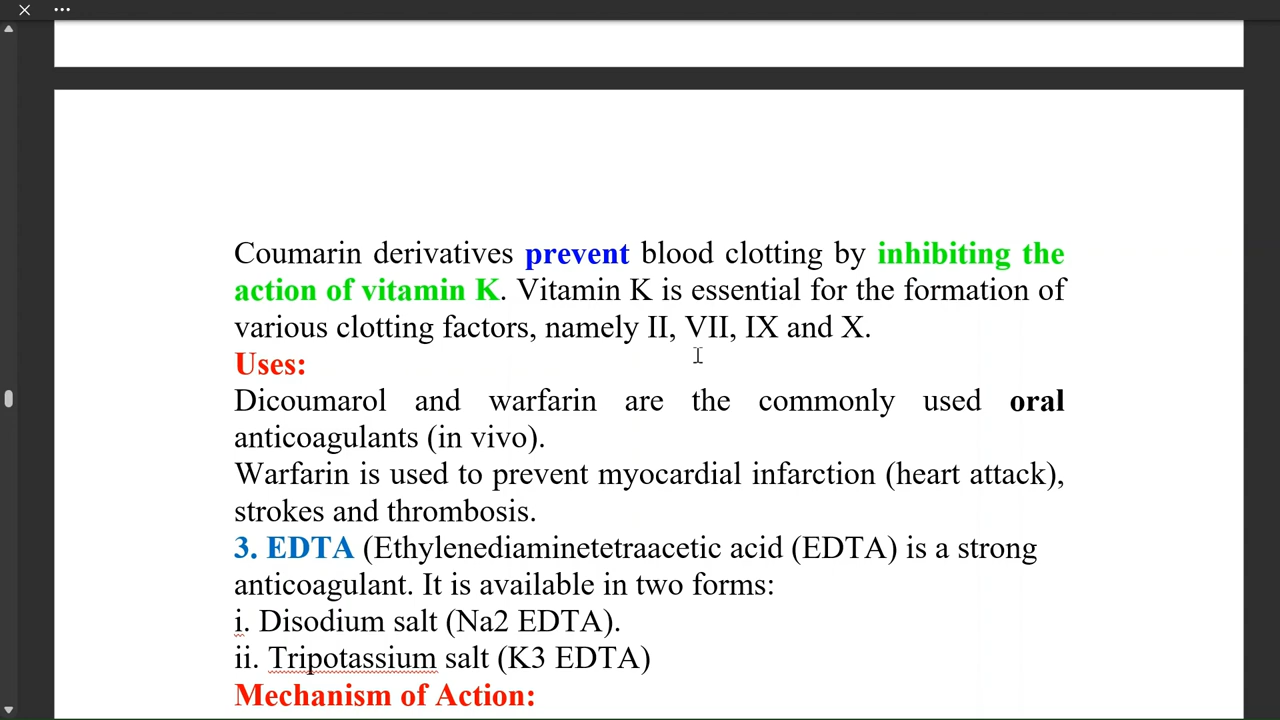 Coumarin derivatives prevent blood clotting by inhibiting the
action of vitamin K. Vitamin K is essential for the formation of
various clotting factors, namely II, VII, IX and X.
Uses:
Dicoumarol and warfarin are the commonly used oral
anticoagulants (in vivo).
Warfarin is used to prevent myocardial infarction (heart attack),
strokes and thrombosis.
3. EDTA (Ethylenediaminetetraacetic acid (EDTA) is a strong
anticoagulant. It is available in two forms:
i. Disodium salt (Na2 EDTA).
ii. Tripotassium salt (K3 EDTA)
Mechanism of Action: